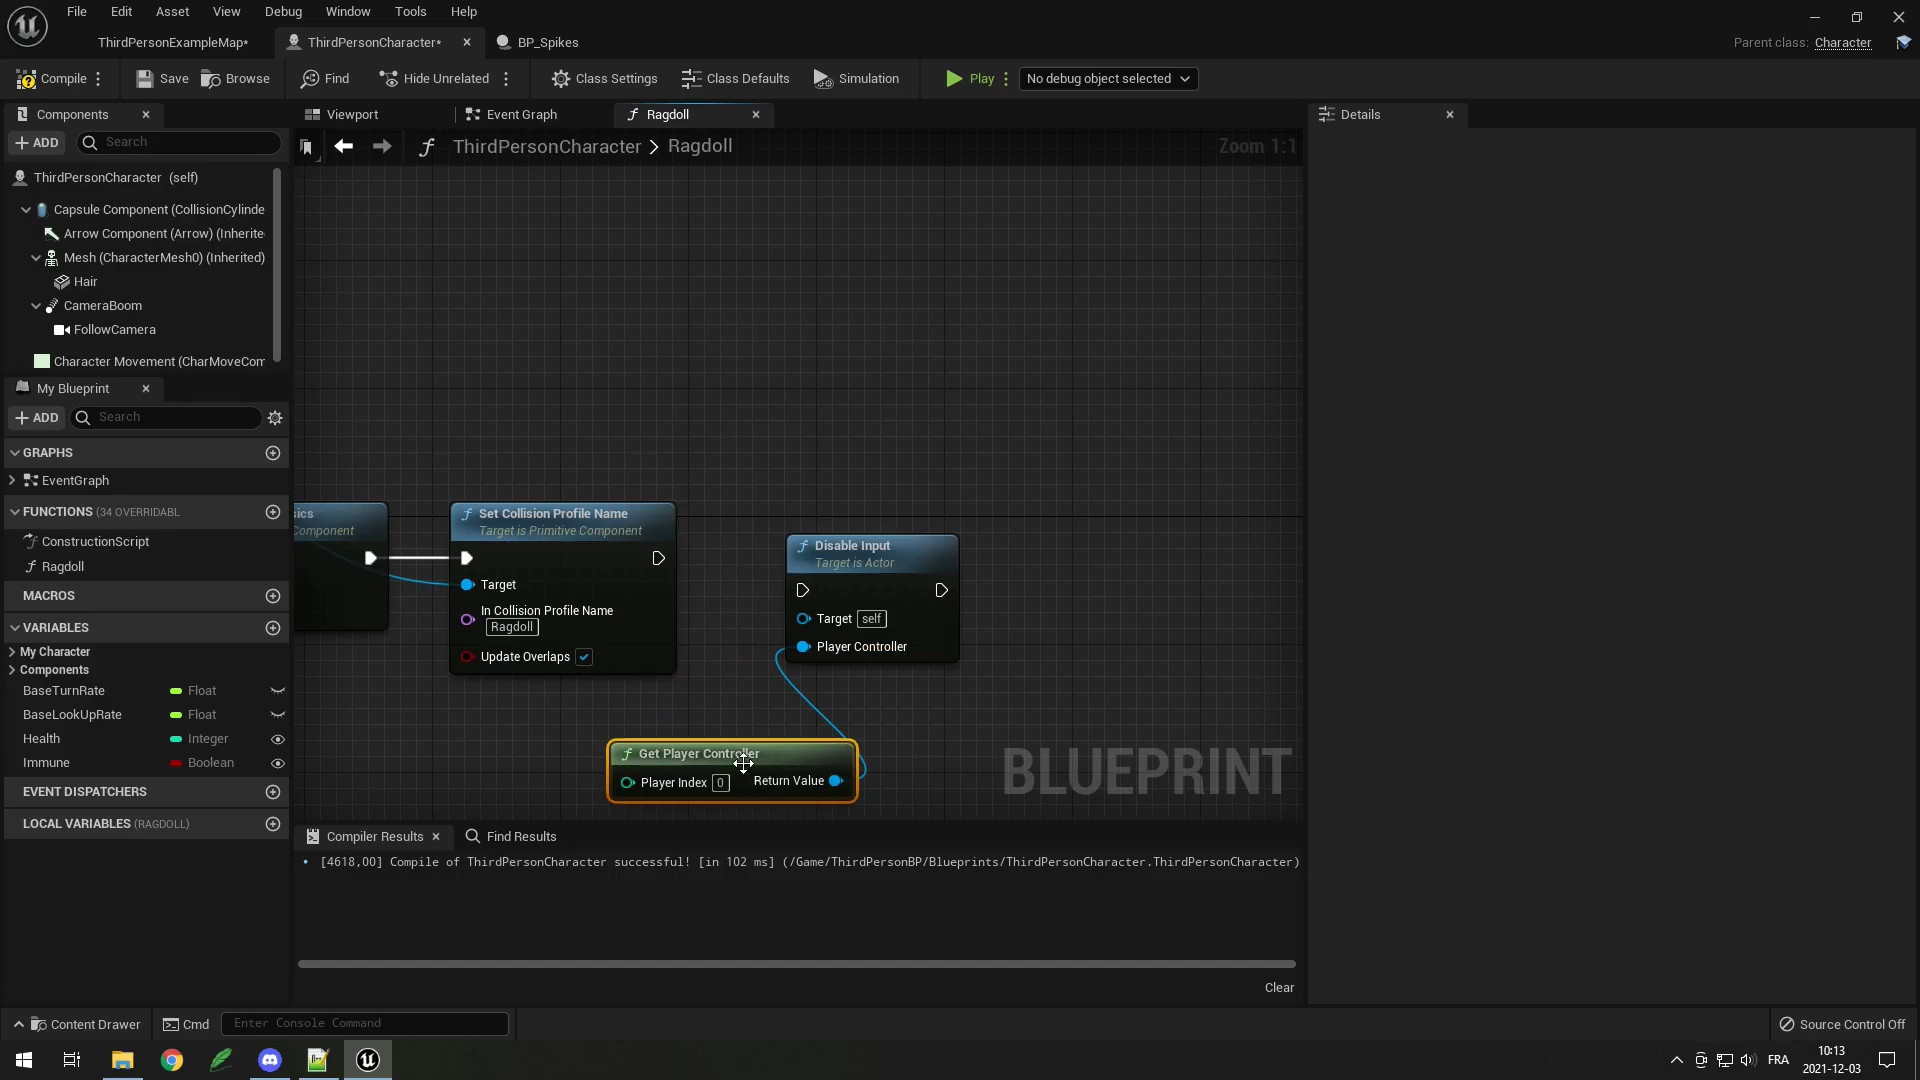 File Edit Asset View Debug Window Tools Help
ThirdPersonExampleMap* ThirdPersonCharacter* BP_Spikes
Parent class: Character
Compile Save Browse Find Hide Unrelated Class Settings Class Defaults Simulation Play No debug object selected
Components
ADD Search
ThirdPersonCharacter (self)
Capsule Component (CollisionCylinde
Arrow Component (Arrow) (Inherite
Mesh (CharacterMesh0) (Inherited)
Hair
CameraBoom
FollowCamera
Character Movement (CharMoveCom
My Blueprint
ADD Search
GRAPHS
EventGraph
FUNCTIONS (34 OVERRIDABL
ConstructionScript
Ragdoll
MACROS
VARIABLES
My Character
Components
BaseTurnRate Float
BaseLookUpRate Float
Health Integer
Immune Boolean
EVENT DISPATCHERS
LOCAL VARIABLES (RAGDOLL)
Viewport Event Graph Ragdoll
ThirdPersonCharacter > Ragdoll
Zoom 1:1
sics
Component
Set Collision Profile Name
Target is Primitive Component
Target
In Collision Profile Name
Ragdoll
Update Overlaps
Disable Input
Target is Actor
Target self
Player Controller
Get Player Controller
Player Index 0 Return Value
BLUEPRINT
Compiler Results Find Results
[4618,00] Compile of ThirdPersonCharacter successful! [in 102 ms] (/Game/ThirdPersonBP/Blueprints/ThirdPersonCharacter.ThirdPersonCharacter)
Clear
Details
Content Drawer Cmd Enter Console Command
Source Control Off
FRA
10:13
2021-12-03